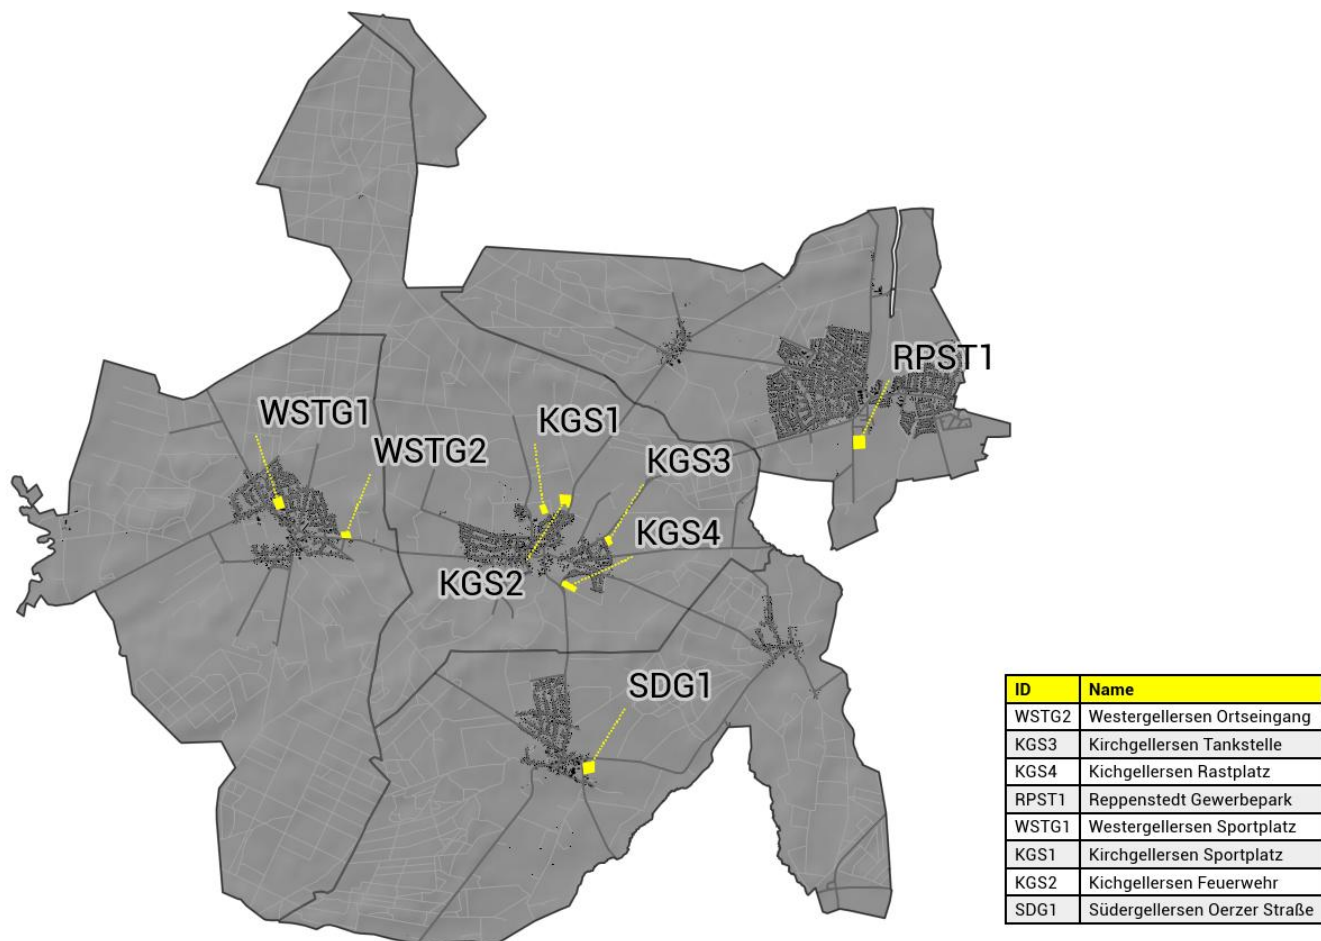 RPST1
WSTG1
KGS1
WSTG2
KGS3
KGS4
KGS2
SDG1
ID Name
WSTG2 Westergellersen Ortseingang
KGS3 Kirchgellersen Tankstelle
KGS4 Kichgellersen Rastplatz
RPST1 Reppenstedt Gewerbepark
WSTG1 Westergellersen Sportplatz
KGS1 Kirchgellersen Sportplatz
KGS2 Kichgellersen Feuerwehr
SDG1 Südergellersen Oerzer Straße